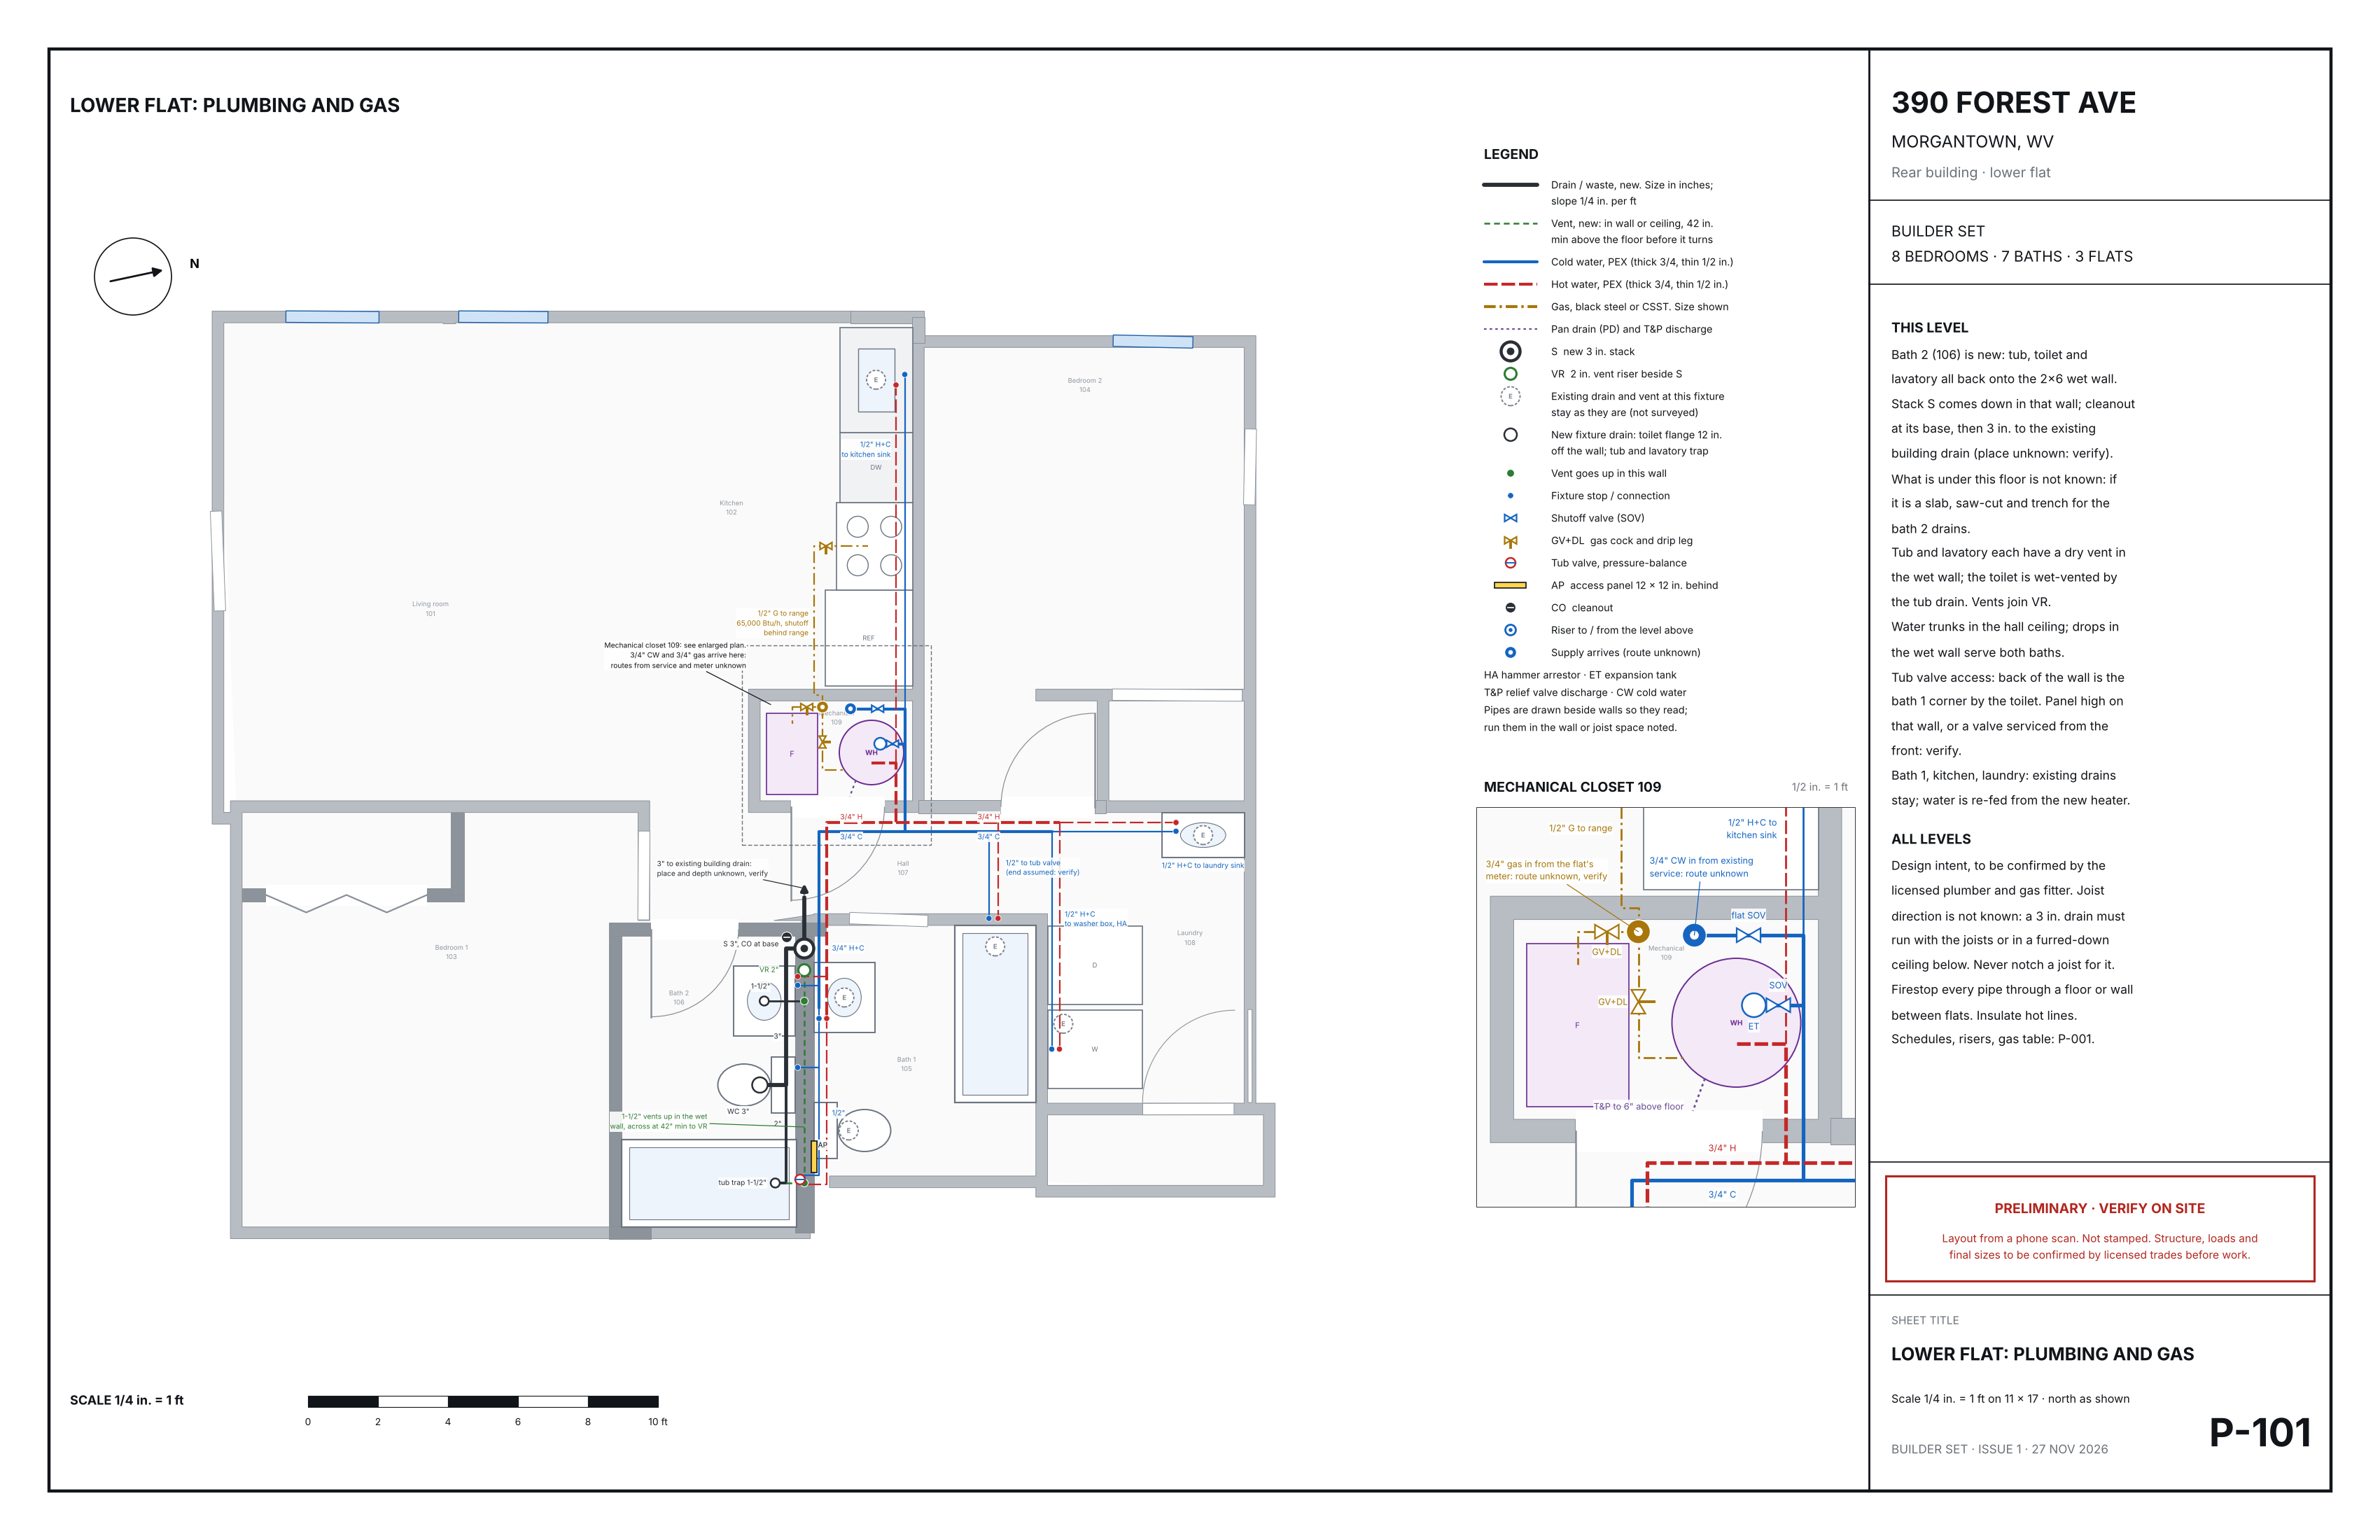 LOWER FLAT: PLUMBING AND GAS
N
Bedroom 2
104
E
1/2" H+C
to kitchen sink
DW
Kitchen
102
Living room
101
1/2" G to range
65,000 Btu/h, shutoff
behind range
REF
Mechanical closet 109: see enlarged plan.
3/4" CW and 3/4" gas arrive here:
routes from service and meter unknown
109
F
WH
3/4" H
3/4" H
3/4" C
3/4" C
E
3" to existing building drain:
place and depth unknown, verify
Hall
107
1/2" to tub valve
(end assumed: verify)
1/2" H+C to laundry sink
1/2" H+C
to washer box, HA
Bedroom 1
103
S 3", CO at base
3/4" H+C
E
Laundry
108
VR 2"
D
1-1/2"
Bath 2
106
E
E
3"
W
Bath 1
105
WC 3"
1-1/2" vents up in the wet
wall, across at 42" min to VR
2"
1/2"
E
AP
tub trap 1-1/2"
SCALE 1/4 in. = 1 ft
0
2
4
6
8
10 ft
LEGEND
Drain / waste, new. Size in inches;
slope 1/4 in. per ft
Vent, new: in wall or ceiling, 42 in.
min above the floor before it turns
Cold water, PEX (thick 3/4, thin 1/2 in.)
Hot water, PEX (thick 3/4, thin 1/2 in.)
Gas, black steel or CSST. Size shown
Pan drain (PD) and T&P discharge
S new 3 in. stack
VR 2 in. vent riser beside S
E
Existing drain and vent at this fixture
stay as they are (not surveyed)
New fixture drain: toilet flange 12 in.
off the wall; tub and lavatory trap
Vent goes up in this wall
Fixture stop / connection
Shutoff valve (SOV)
GV+DL gas cock and drip leg
Tub valve, pressure-balance
AP access panel 12 × 12 in. behind
CO cleanout
Riser to / from the level above
Supply arrives (route unknown)
HA hammer arrestor · ET expansion tank
T&P relief valve discharge · CW cold water
Pipes are drawn beside walls so they read;
run them in the wall or joist space noted.
MECHANICAL CLOSET 109
1/2 in. = 1 ft
1/2" G to range
1/2" H+C to
kitchen sink
3/4" gas in from the flat's
meter: route unknown, verify
3/4" CW in from existing
service: route unknown
flat SOV
GV+DL
Mechanical
109
SOV
GV+DL
F
WH
ET
T&P to 6" above floor
3/4" H
3/4" C
390 FOREST AVE
MORGANTOWN, WV
Rear building · lower flat
BUILDER SET
8 BEDROOMS · 7 BATHS · 3 FLATS
THIS LEVEL
Bath 2 (106) is new: tub, toilet and
lavatory all back onto the 2×6 wet wall.
Stack S comes down in that wall; cleanout
at its base, then 3 in. to the existing
building drain (place unknown: verify).
What is under this floor is not known: if
it is a slab, saw-cut and trench for the
bath 2 drains.
Tub and lavatory each have a dry vent in
the wet wall; the toilet is wet-vented by
the tub drain. Vents join VR.
Water trunks in the hall ceiling; drops in
the wet wall serve both baths.
Tub valve access: back of the wall is the
bath 1 corner by the toilet. Panel high on
that wall, or a valve serviced from the
front: verify.
Bath 1, kitchen, laundry: existing drains
stay; water is re-fed from the new heater.
ALL LEVELS
Design intent, to be confirmed by the
licensed plumber and gas fitter. Joist
direction is not known: a 3 in. drain must
run with the joists or in a furred-down
ceiling below. Never notch a joist for it.
Firestop every pipe through a floor or wall
between flats. Insulate hot lines.
Schedules, risers, gas table: P-001.
PRELIMINARY · VERIFY ON SITE
Layout from a phone scan. Not stamped. Structure, loads and
final sizes to be confirmed by licensed trades before work.
SHEET TITLE
LOWER FLAT: PLUMBING AND GAS
Scale 1/4 in. = 1 ft on 11 × 17 · north as shown
BUILDER SET · ISSUE 1 · 27 NOV 2026
P-101